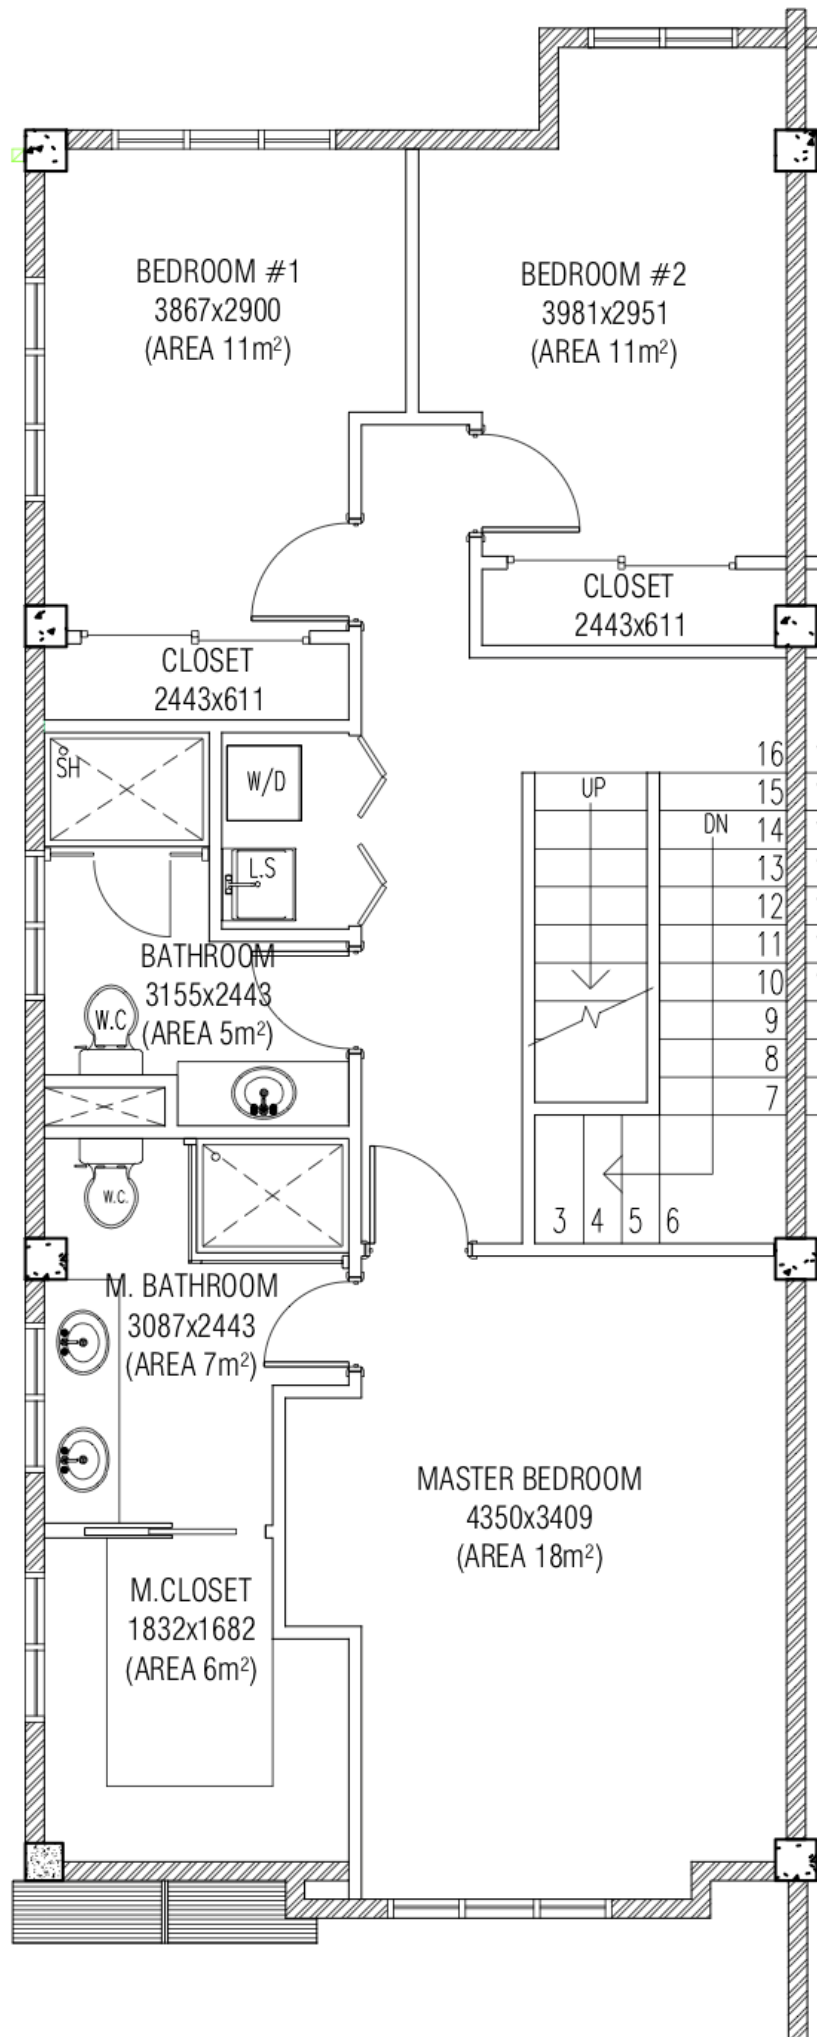 BEDROOM #1
3867x2900
(AREA 11m²)
BEDROOM #2
3981x2951
(AREA 11m²)
CLOSET
2443x611
CLOSET
2443x611
SH
W/D
L.S
UP
DN
16
15
14
13
12
11
10
9
8
7
BATHROOM
3155x2443
(AREA 5m²)
W.C
W.C.
3 4 5 6
M. BATHROOM
3087x2443
(AREA 7m²)
MASTER BEDROOM
4350x3409
(AREA 18m²)
M.CLOSET
1832x1682
(AREA 6m²)